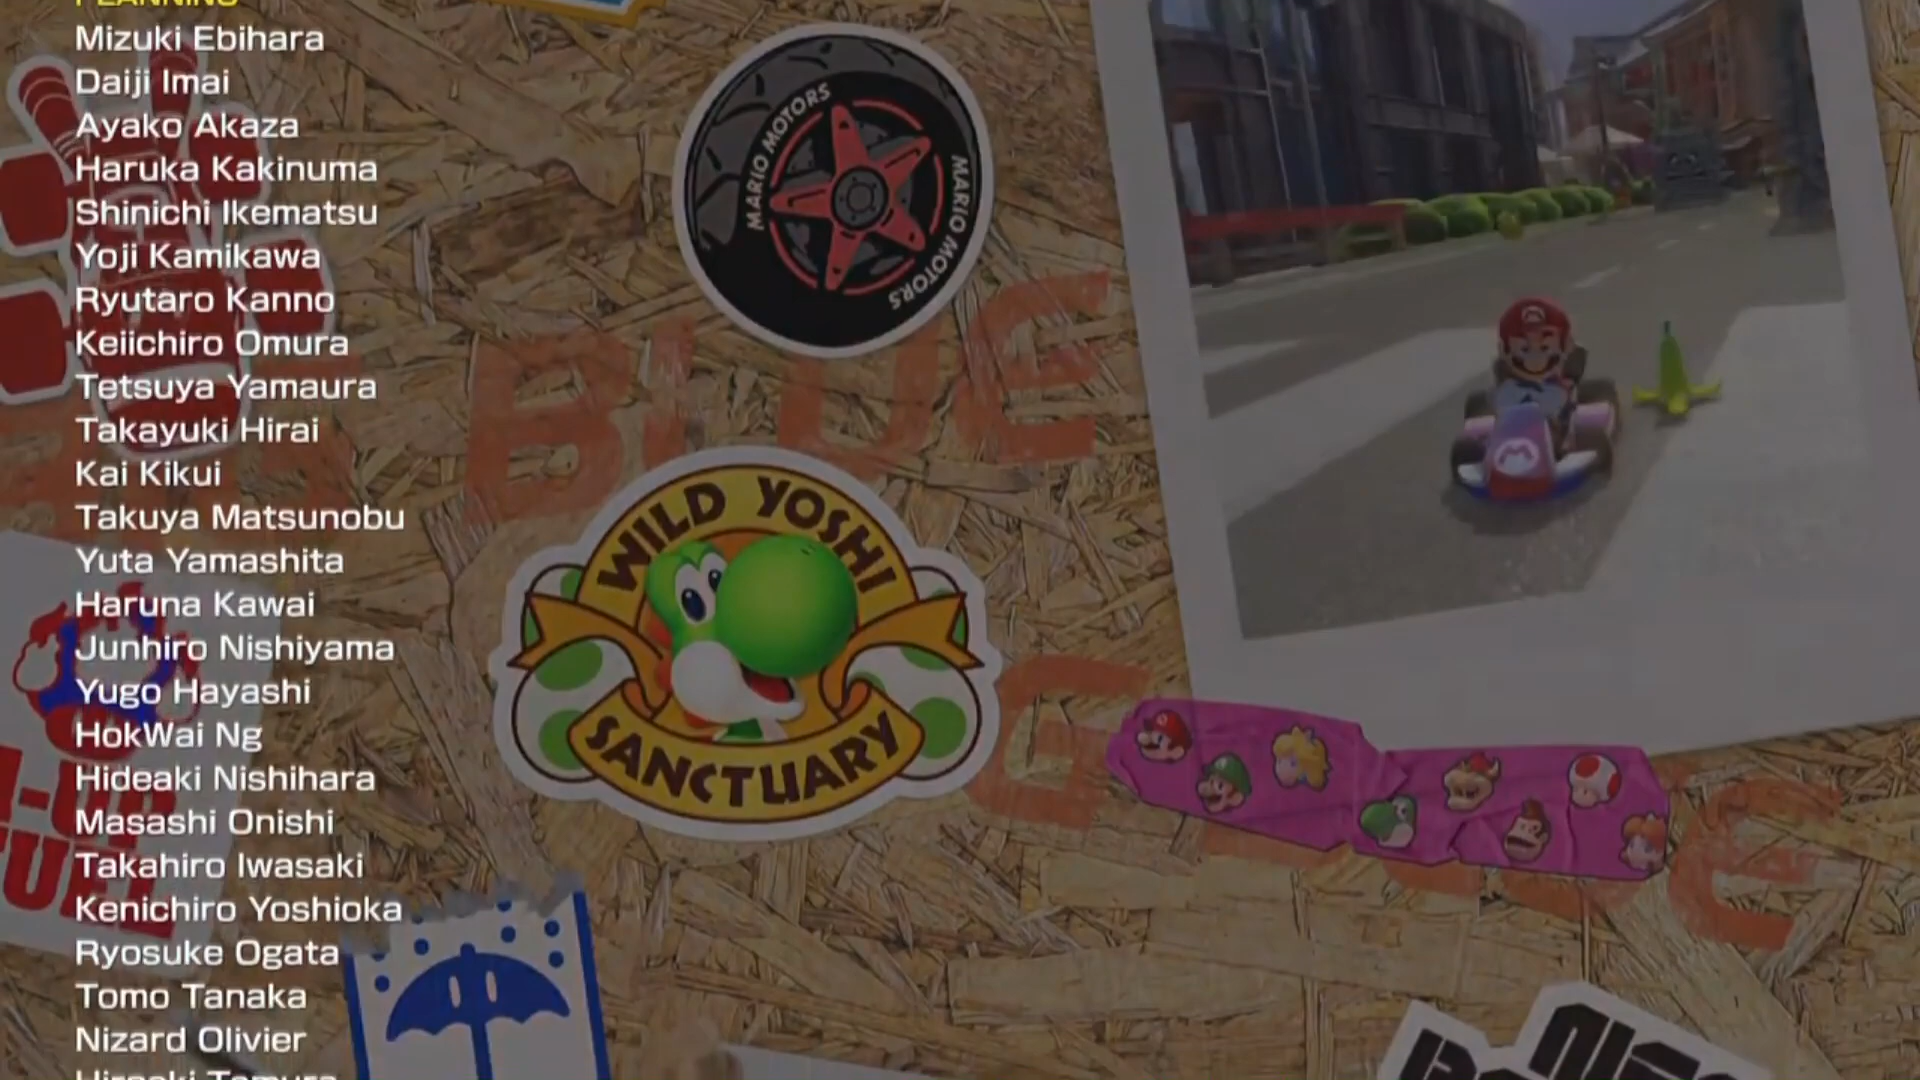 PLANNING
Mizuki Ebihara
Daiji Imai
Ayako Akaza
Haruka Kakinuma
Shinichi Ikematsu
Yoji Kamikawa
Ryutaro Kanno
Keiichiro Omura
Tetsuya Yamaura
Takayuki Hirai
Kai Kikui
Takuya Matsunobu
Yuta Yamashita
Haruna Kawai
Junhiro Nishiyama
Yugo Hayashi
HokWai Ng
Hideaki Nishihara
Masashi Onishi
Takahiro Iwasaki
Kenichiro Yoshioka
Ryosuke Ogata
Tomo Tanaka
Nizard Olivier
MARIO MOTORS
MARIO MOTORS
BLUE
WILD YOSHI
SANCTUARY
M